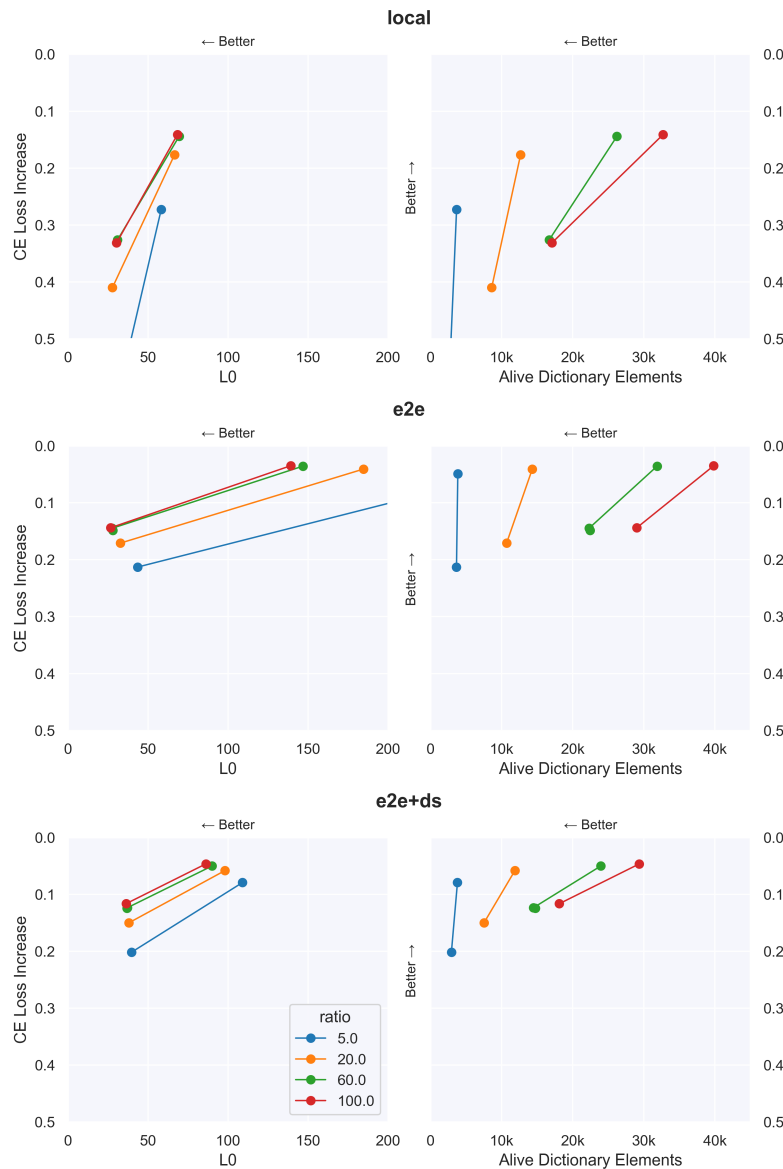 local
← Better
← Better
0.0
0.1
0.2
0.3
0.4
0.5
CE Loss Increase
0
50
100
150
200
L0
Better →
0.0
0.1
0.2
0.3
0.4
0.5
0
10k
20k
30k
40k
Alive Dictionary Elements
e2e
← Better
← Better
0.0
0.1
0.2
0.3
0.4
0.5
CE Loss Increase
0
50
100
150
200
L0
Better →
0.0
0.1
0.2
0.3
0.4
0.5
0
10k
20k
30k
40k
Alive Dictionary Elements
e2e+ds
← Better
← Better
0.0
0.1
0.2
0.3
0.4
0.5
CE Loss Increase
0
50
100
150
200
L0
ratio
5.0
20.0
60.0
100.0
Better →
0.0
0.1
0.2
0.3
0.4
0.5
0
10k
20k
30k
40k
Alive Dictionary Elements